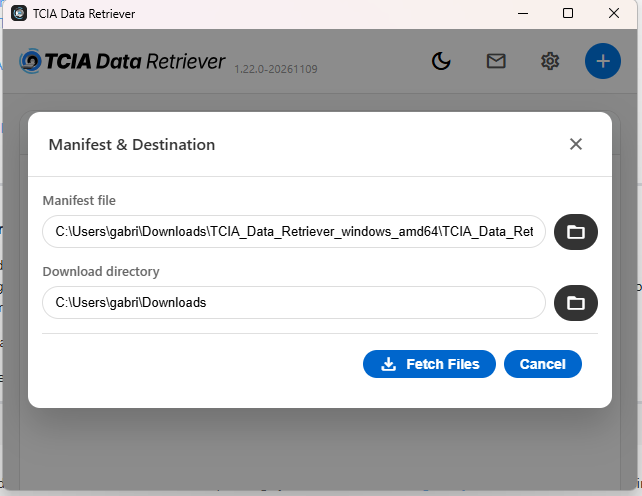 TCIA Data Retriever
TCIA Data Retriever 1.22.0-20261109
Manifest & Destination
Manifest file
C:\Users\gabri\Downloads\TCIA_Data_Retriever_windows_amd64\TCIA_Data_Ret
Download directory
C:\Users\gabri\Downloads
Fetch Files
Cancel